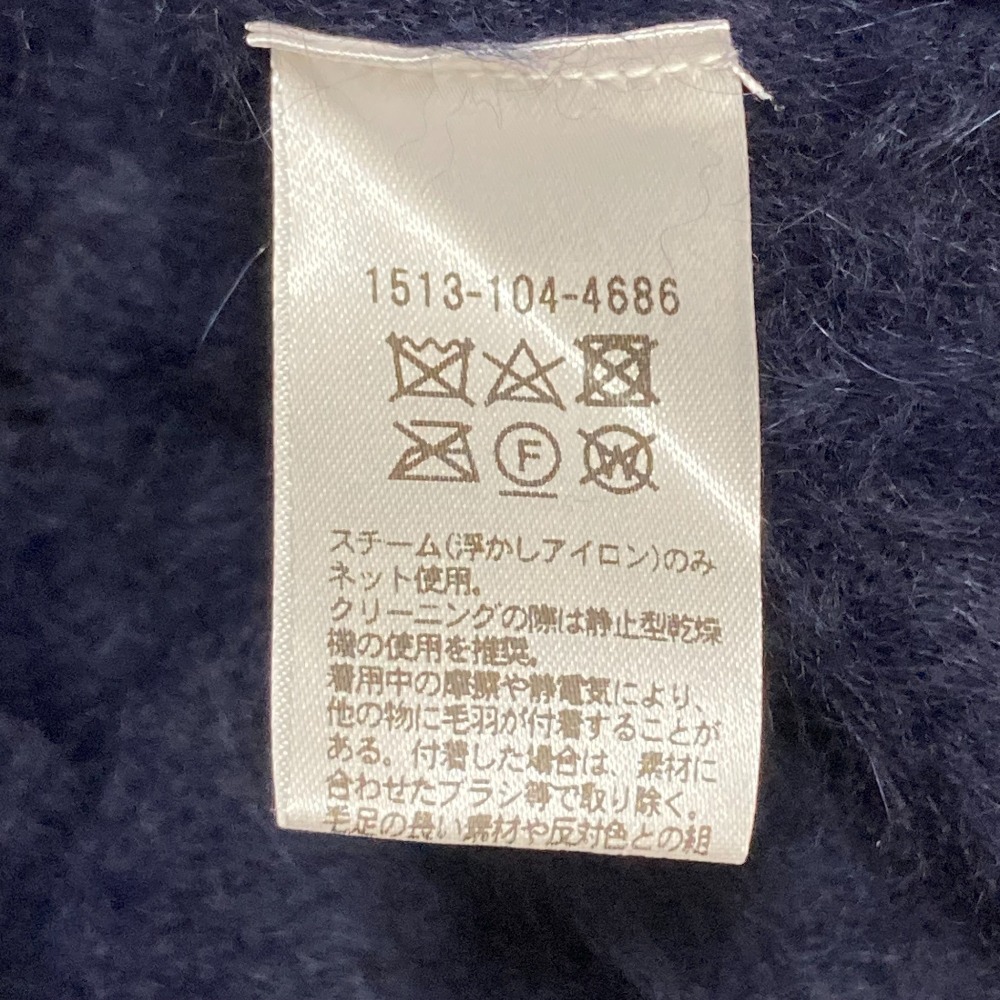 1513-104-4686
F
W
スチーム(浮かしアイロン)のみ
ネット使用。
クリーニングの際は静止型乾燥
機の使用を推奨。
着用中の摩擦や静電気により、
他の物に毛羽が付着することが
ある。付着した場合は、素材に
合わせたブラシ等で取り除く。
毛足の長い素材や反対色との組